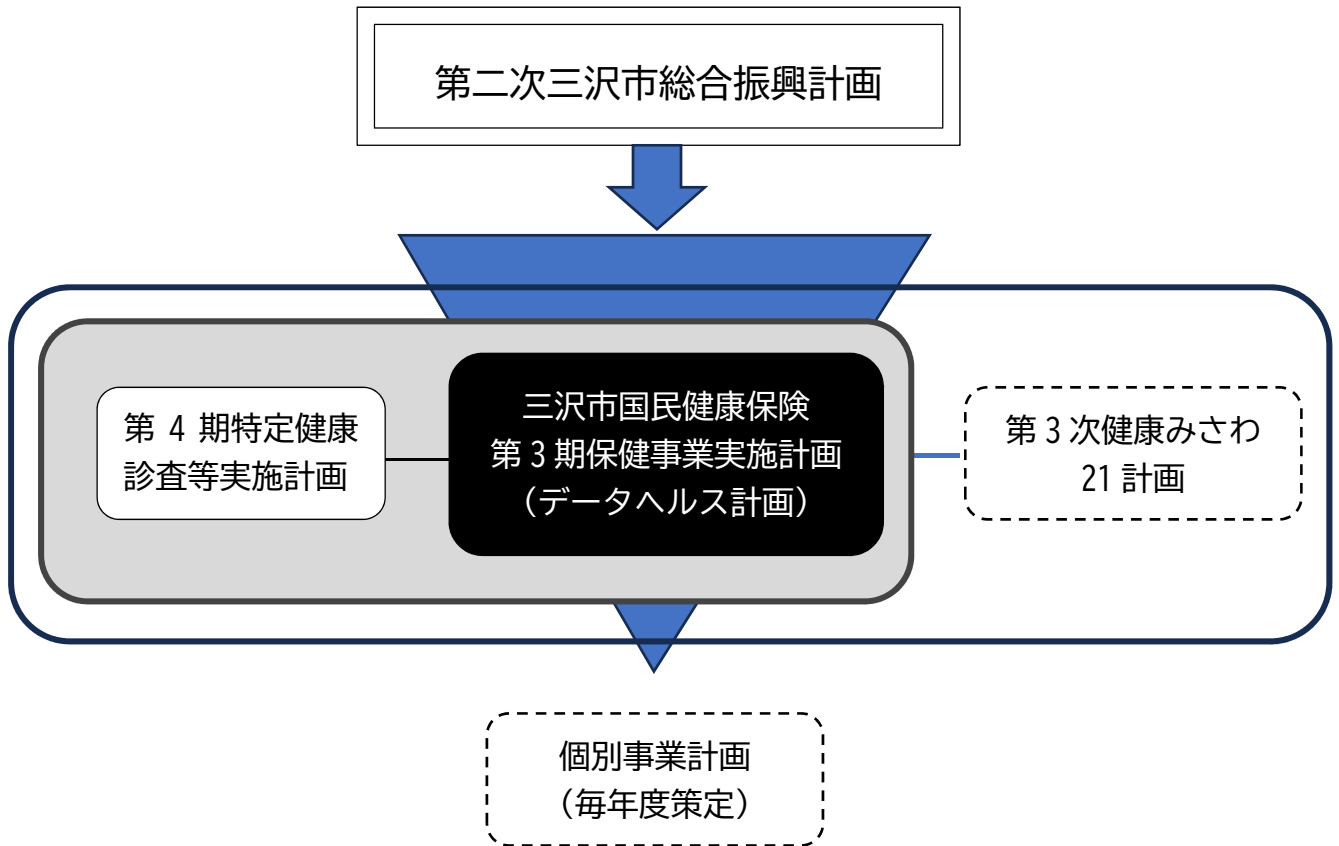 第二次三沢市総合振興計画
第 4 期特定健康
診査等実施計画
三沢市国民健康保険
第 3 期保健事業実施計画
（データヘルス計画）
第 3 次健康みさわ
21 計画
個別事業計画
（毎年度策定）